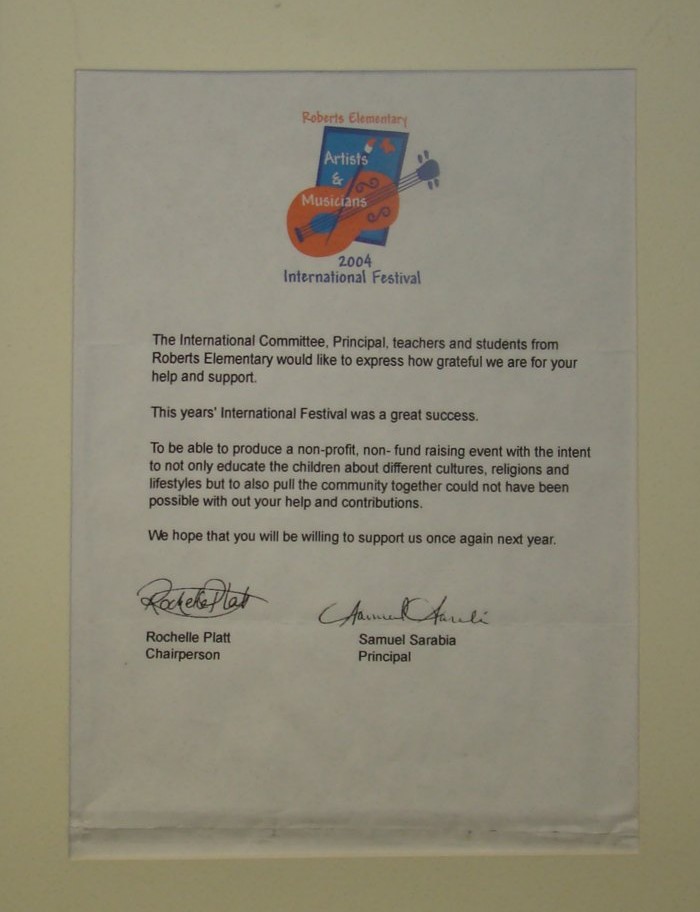 Roberts Elementary
Artists
&
Musicians
2004
International Festival
The International Committee, Principal, teachers and students from
Roberts Elementary would like to express how grateful we are for your
help and support.
This years' International Festival was a great success.
To be able to produce a non-profit, non- fund raising event with the intent
to not only educate the children about different cultures, religions and
lifestyles but to also pull the community together could not have been
possible with out your help and contributions.
We hope that you will be willing to support us once again next year.
Rochelle Platt
Rochelle Platt
Chairperson
Samuel Sarabia
Principal